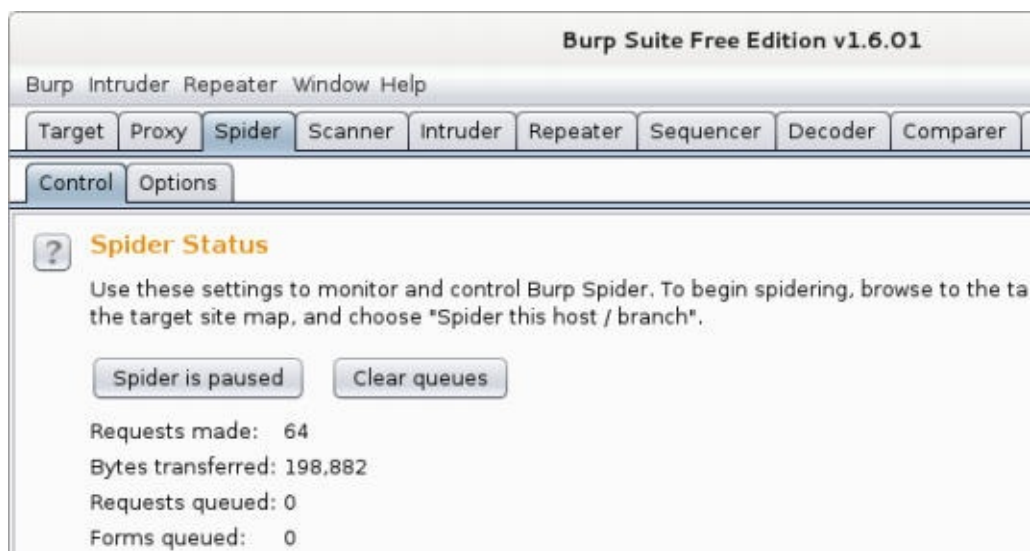 Burp Suite Free Edition v1.6.01
Burp Intruder Repeater Window Help
Target Proxy Spider Scanner Intruder Repeater Sequencer Decoder Comparer
Control Options
? Spider Status
Use these settings to monitor and control Burp Spider. To begin spidering, browse to the ta
the target site map, and choose "Spider this host / branch".
Spider is paused Clear queues
Requests made: 64
Bytes transferred: 198,882
Requests queued: 0
Forms queued: 0